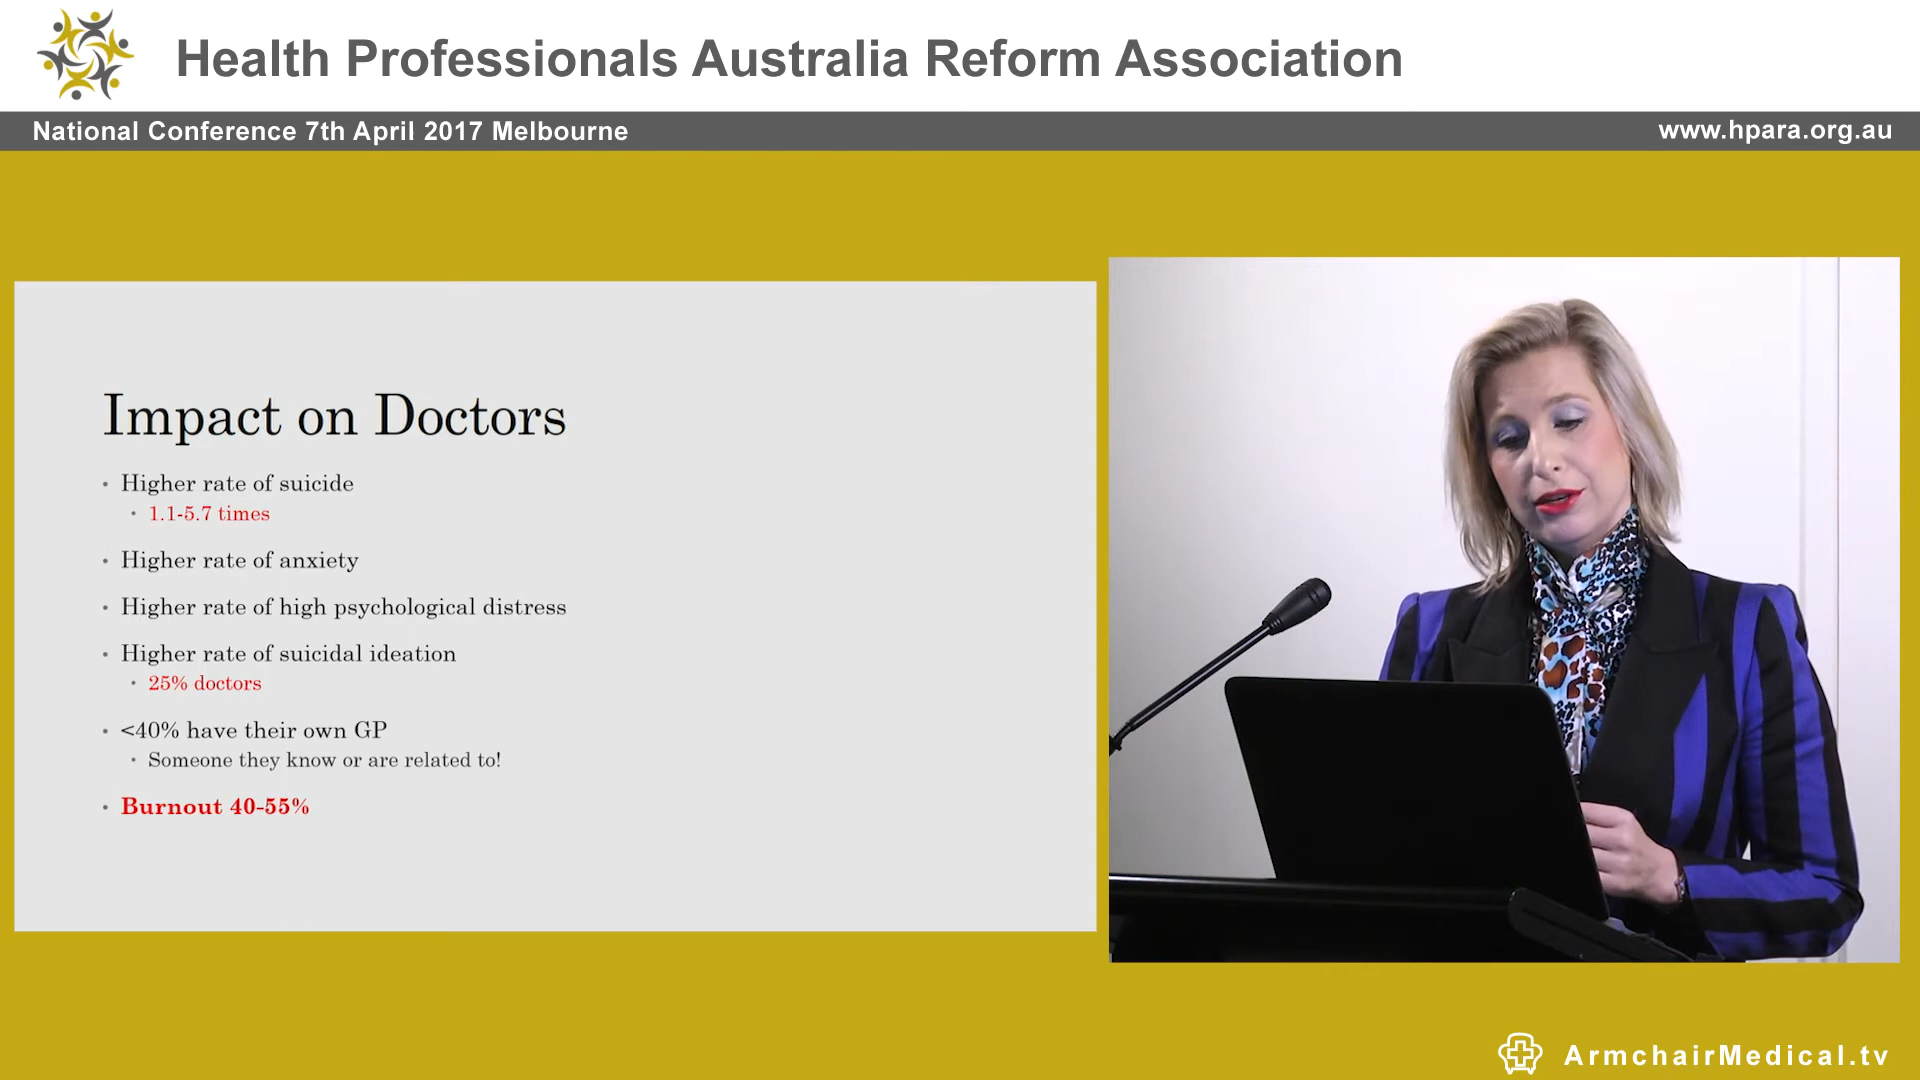 Health Professionals Australia Reform Association
National Conference 7th April 2017 Melbourne
www.hpara.org.au
Impact on Doctors
• Higher rate of suicide
• 1.1-5.7 times
• Higher rate of anxiety
• Higher rate of high psychological distress
• Higher rate of suicidal ideation
• 25% doctors
• <40% have their own GP
• Someone they know or are related to!
• Burnout 40-55%
ArmchairMedical.tv